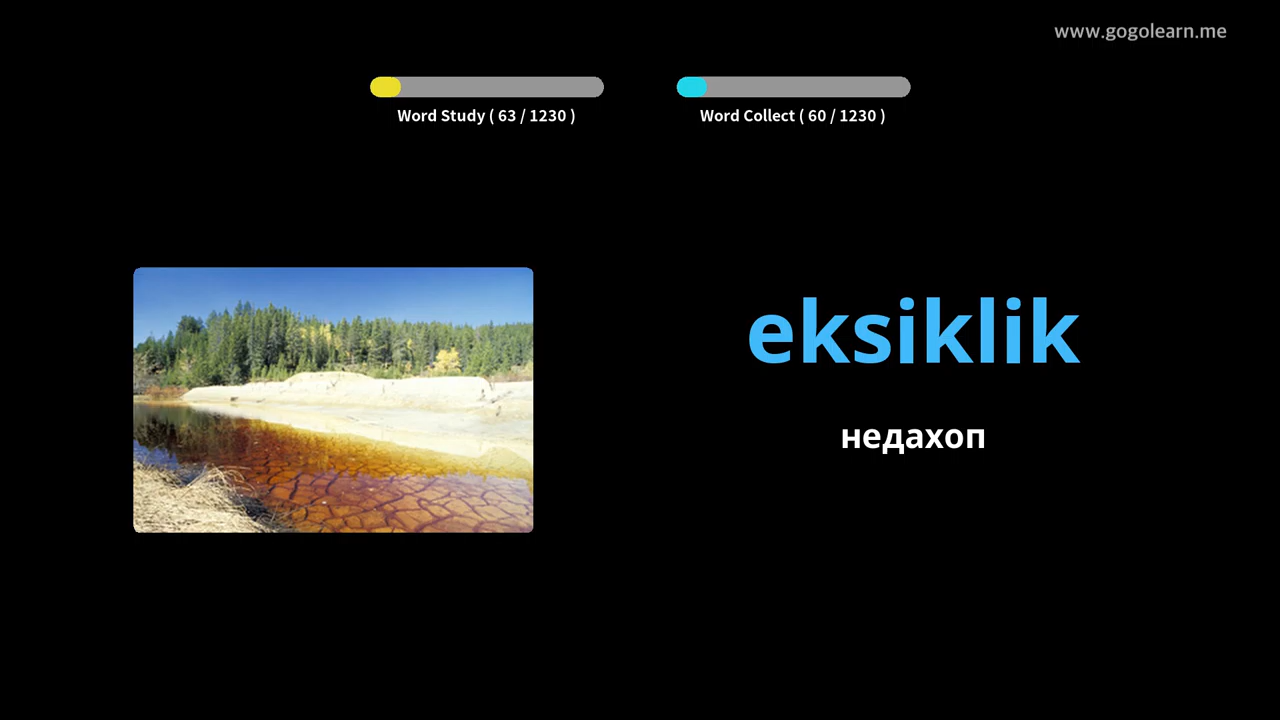 www.gogolearn.me
Word Study ( 63 / 1230 )
Word Collect ( 60 / 1230 )
eksiklik
недахоп